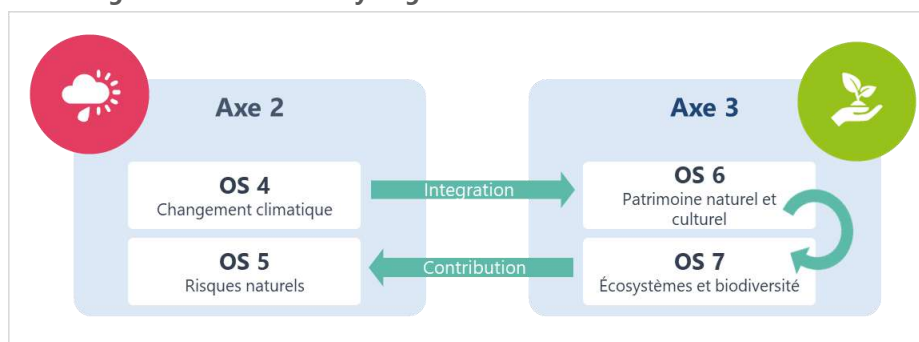 Axe 2
Axe 3
OS 4
Changement climatique
Integration
OS 6
Patrimoine naturel et
culturel
OS 5
Risques naturels
Contribution
OS 7
Écosystèmes et biodiversité